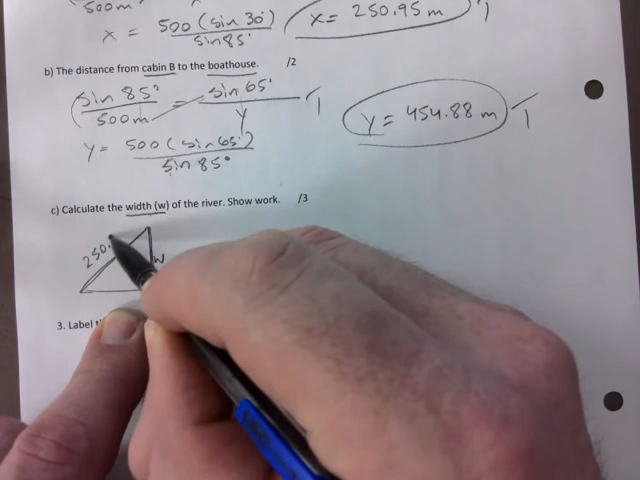 500m
x = 500 (sin 30°)
sin 85°
x = 250.95 m
b) The distance from cabin B to the boathouse. /2
sin 85° = sin 65°
500m y
y = 454.88 m
y = 500 (sin 65°)
sin 85°
c) Calculate the width (w) of the river. Show work. /3
250.
w
3. Label